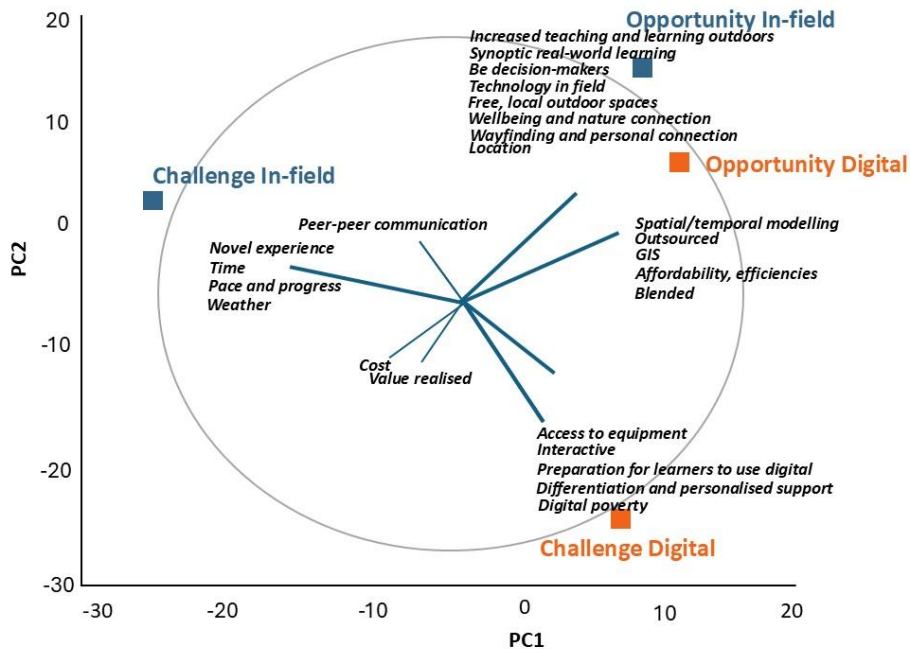 20
Opportunity In-field
Increased teaching and learning outdoors
Synoptic real-world learning
Be decision-makers
Technology in field
Free, local outdoor spaces
Wellbeing and nature connection
Wayfinding and personal connection
Location
10
Opportunity Digital
Challenge In-field
0
Peer-peer communication
Spatial/temporal modelling
Outsourced
GIS
Affordability, efficiencies
Blended
Novel experience
Time
Pace and progress
Weather
PC2
-10
Cost
Value realised
Access to equipment
Interactive
Preparation for learners to use digital
Differentiation and personalised support
Digital poverty
-20
Challenge Digital
-30
-30 -20 -10 0 10 20
PC1